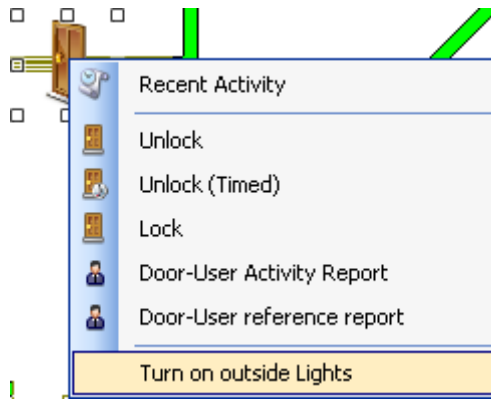 Recent Activity
Unlock
Unlock (Timed)
Lock
Door-User Activity Report
Door-User reference report
Turn on outside Lights